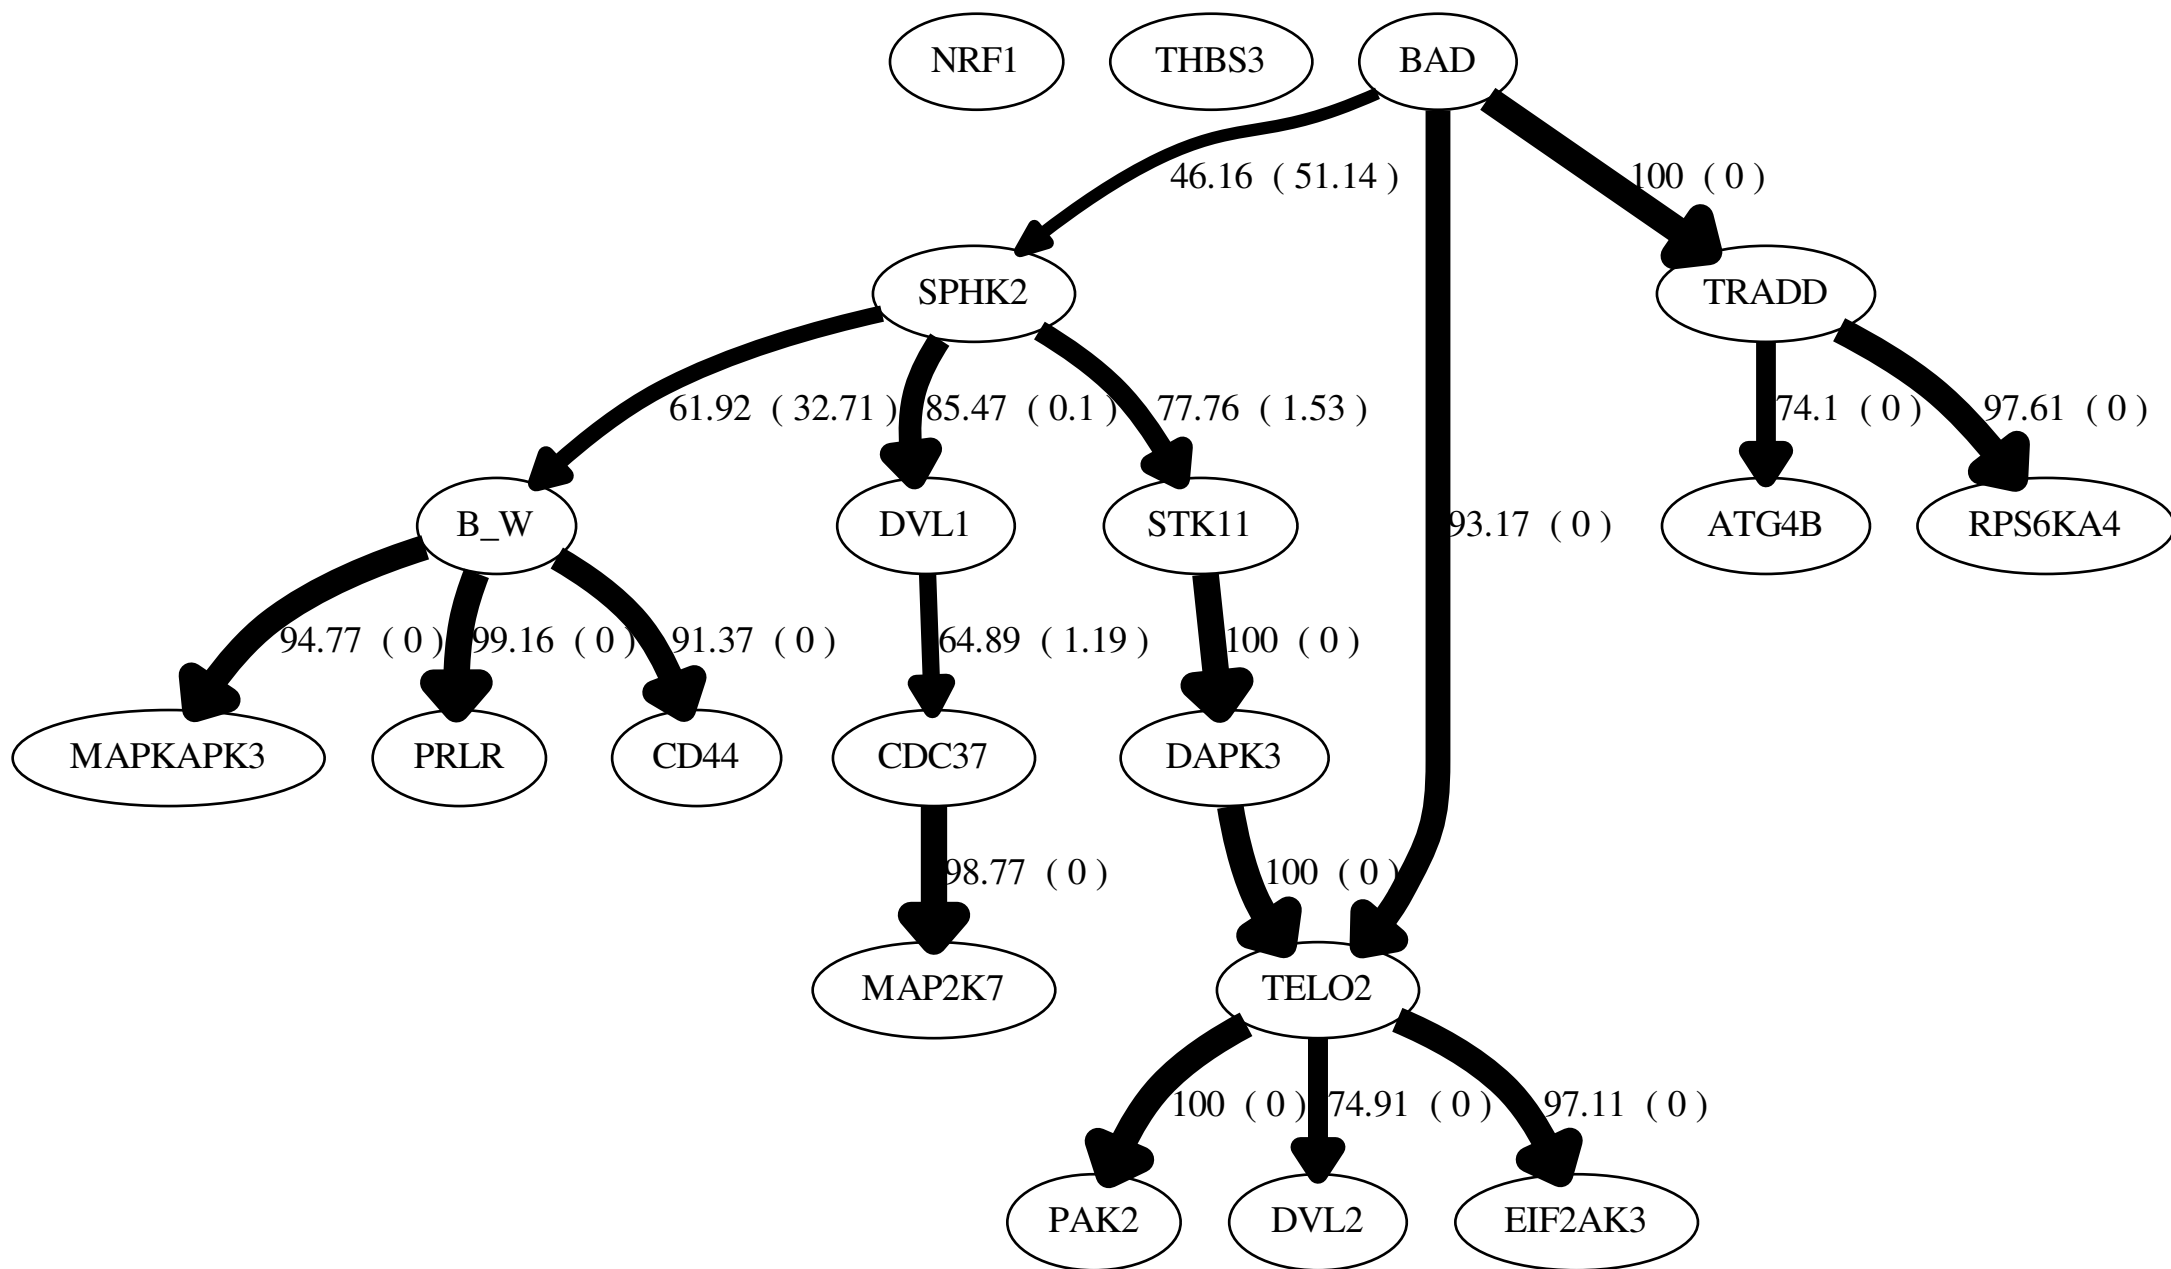 NRF1 THBS3 BAD
46.16 ( 51.14 ) 100 ( 0 )
SPHK2 TRADD
61.92 ( 32.71 ) 85.47 ( 0.1 ) 77.76 ( 1.53 ) 74.1 ( 0 ) 97.61 ( 0 )
B_W DVL1 STK11 93.17 ( 0 ) ATG4B RPS6KA4
94.77 ( 0 ) 99.16 ( 0 ) 91.37 ( 0 ) 64.89 ( 1.19 ) 100 ( 0 )
MAPKAPK3 PRLR CD44 CDC37 DAPK3
98.77 ( 0 ) 100 ( 0 )
MAP2K7 TELO2
100 ( 0 ) 74.91 ( 0 ) 97.11 ( 0 )
PAK2 DVL2 EIF2AK3